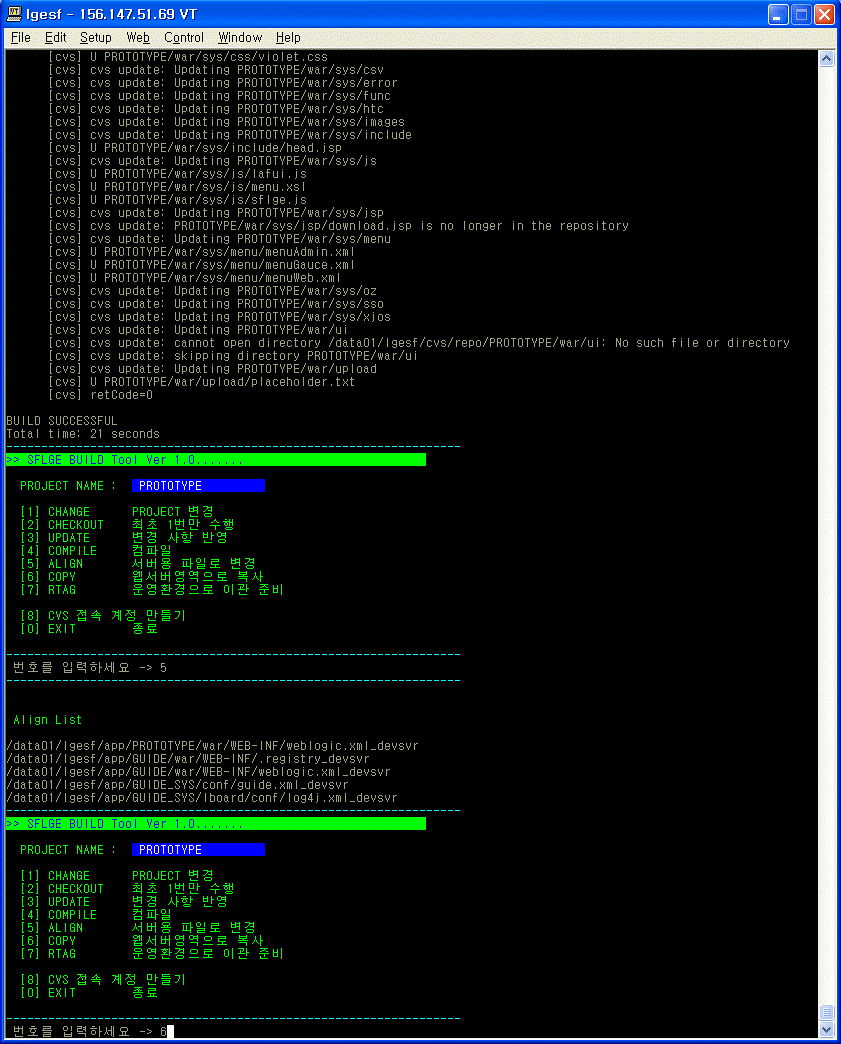 lgesf - 156.147.51.69 VT
File Edit Setup Web Control Window Help
[cvs] U PROTOTYPE/war/sys/css/violet.css
[cvs] cvs update: Updating PROTOTYPE/war/sys/csv
[cvs] cvs update: Updating PROTOTYPE/war/sys/error
[cvs] cvs update: Updating PROTOTYPE/war/sys/func
[cvs] cvs update: Updating PROTOTYPE/war/sys/htc
[cvs] cvs update: Updating PROTOTYPE/war/sys/images
[cvs] cvs update: Updating PROTOTYPE/war/sys/include
[cvs] U PROTOTYPE/war/sys/include/head.jsp
[cvs] cvs update: Updating PROTOTYPE/war/sys/js
[cvs] U PROTOTYPE/war/sys/js/lafui.js
[cvs] U PROTOTYPE/war/sys/js/menu.xsl
[cvs] U PROTOTYPE/war/sys/js/sflge.js
[cvs] cvs update: Updating PROTOTYPE/war/sys/jsp
[cvs] cvs update: PROTOTYPE/war/sys/jsp/download.jsp is no longer in the repository
[cvs] cvs update: Updating PROTOTYPE/war/sys/menu
[cvs] U PROTOTYPE/war/sys/menu/menuAdmin.xml
[cvs] U PROTOTYPE/war/sys/menu/menuGauce.xml
[cvs] U PROTOTYPE/war/sys/menu/menuWeb.xml
[cvs] cvs update: Updating PROTOTYPE/war/sys/oz
[cvs] cvs update: Updating PROTOTYPE/war/sys/sso
[cvs] cvs update: Updating PROTOTYPE/war/sys/xjos
[cvs] cvs update: Updating PROTOTYPE/war/ui
[cvs] cvs update: cannot open directory /data01/lgesf/cvs/repo/PROTOTYPE/war/ui: No such file or directory
[cvs] cvs update: skipping directory PROTOTYPE/war/ui
[cvs] cvs update: Updating PROTOTYPE/war/upload
[cvs] U PROTOTYPE/war/upload/placeholder.txt
[cvs] retCode=0
BUILD SUCCESSFUL
Total time: 21 seconds
-----------------------------------------------------------------
>> SFLGE BUILD Tool Ver 1.0.......
PROJECT NAME : PROTOTYPE
[1] CHANGE PROJECT 변경
[2] CHECKOUT 최초 1번만 수행
[3] UPDATE 변경 사항 반영
[4] COMPILE 컴파일
[5] ALIGN 서버용 파일로 변경
[6] COPY 웹서버영역으로 복사
[7] RTAG 운영환경으로 이관 준비
[8] CVS 접속 계정 만들기
[0] EXIT 종료
-----------------------------------------------------------------
번호를 입력하세요 -> 5
-----------------------------------------------------------------
Align List
/data01/lgesf/app/PROTOTYPE/war/WEB-INF/weblogic.xml_devsvr
/data01/lgesf/app/GUIDE/war/WEB-INF/.registry_devsvr
/data01/lgesf/app/GUIDE/war/WEB-INF/weblogic.xml_devsvr
/data01/lgesf/app/GUIDE_SYS/conf/guide.xml_devsvr
/data01/lgesf/app/GUIDE_SYS/lboard/conf/log4j.xml_devsvr
-----------------------------------------------------------------
>> SFLGE BUILD Tool Ver 1.0.......
PROJECT NAME : PROTOTYPE
[1] CHANGE PROJECT 변경
[2] CHECKOUT 최초 1번만 수행
[3] UPDATE 변경 사항 반영
[4] COMPILE 컴파일
[5] ALIGN 서버용 파일로 변경
[6] COPY 웹서버영역으로 복사
[7] RTAG 운영환경으로 이관 준비
[8] CVS 접속 계정 만들기
[0] EXIT 종료
-----------------------------------------------------------------
번호를 입력하세요 -> 6